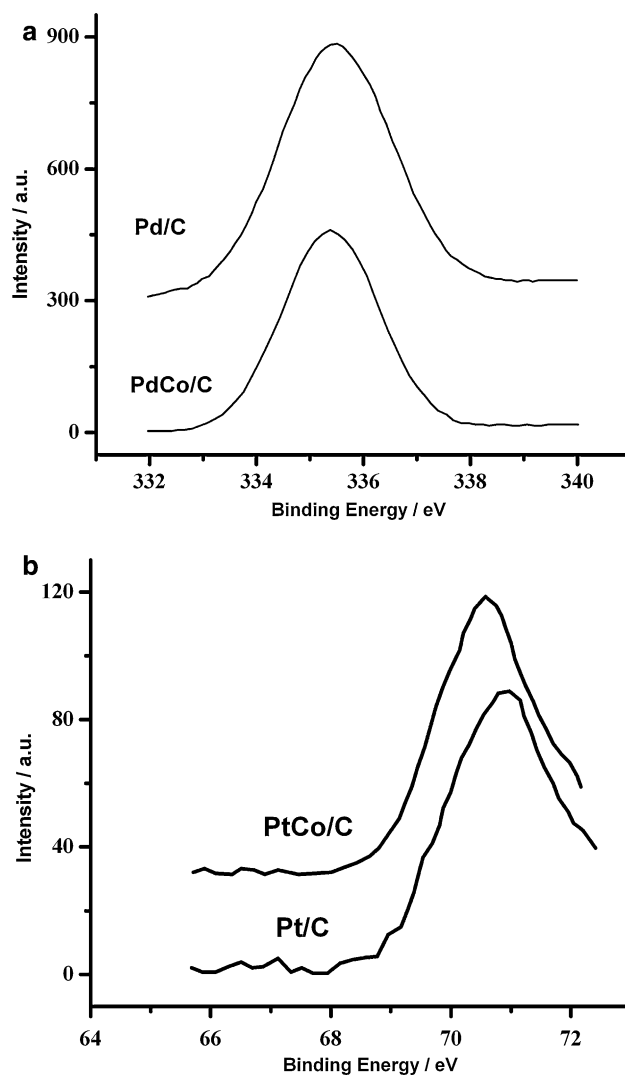 a
900
600
300
0
Intensity / a.u.
Pd/C
PdCo/C
332 334 336 338 340
Binding Energy / eV
b
120
80
40
0
Intensity / a.u.
PtCo/C
Pt/C
64 66 68 70 72
Binding Energy / eV